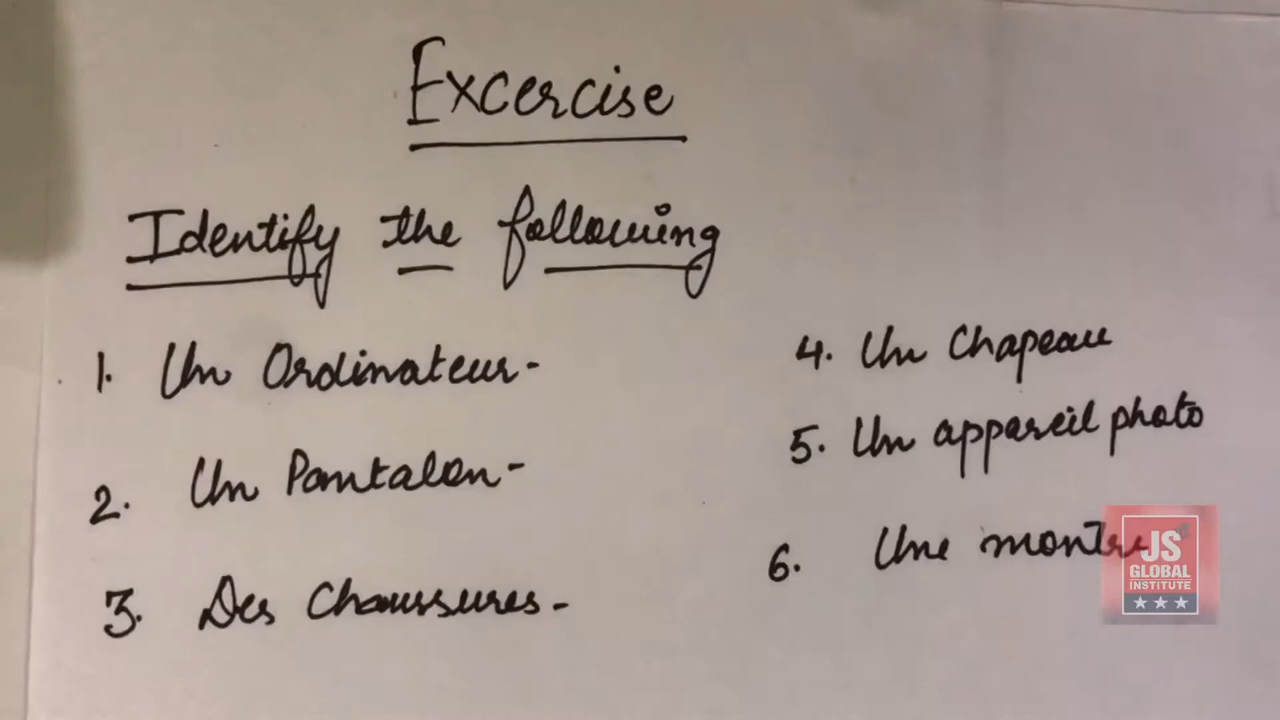 Excercise
Identify the following
1. Un Ordinateur-
2. Un Pantalon-
3. Des Chaussures-
4. Un Chapeau
5. Un appareil photo
6. Une montre
JS
GLOBAL
INSTITUTE